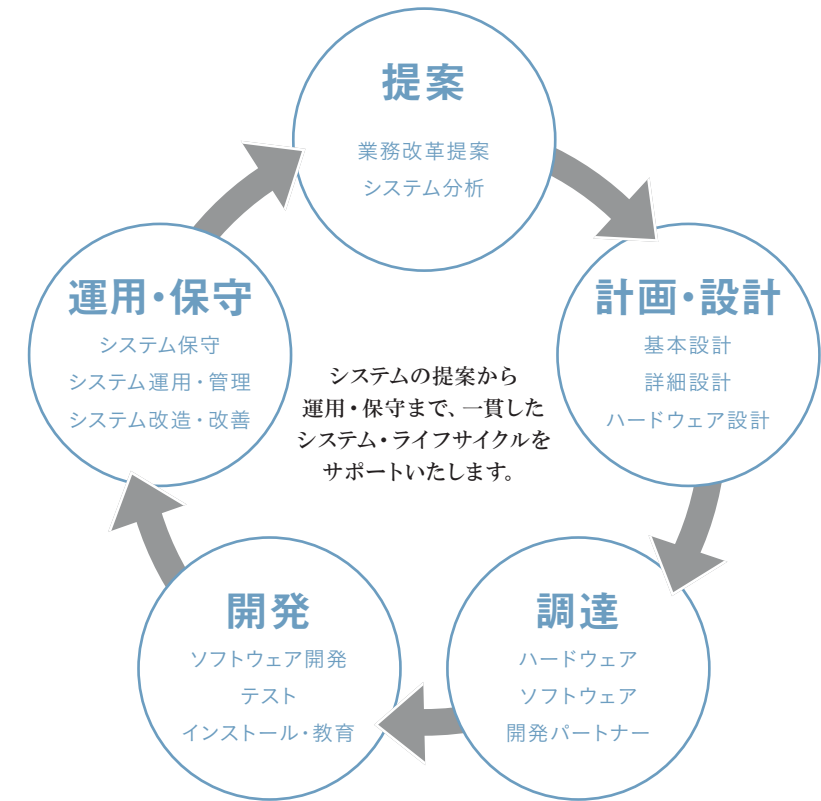 提案
業務改革提案
システム分析
計画・設計
基本設計
詳細設計
ハードウェア設計
調達
ハードウェア
ソフトウェア
開発パートナー
開発
ソフトウェア開発
テスト
インストール・教育
運用・保守
システム保守
システム運用・管理
システム改造・改善
システムの提案から
運用・保守まで、一貫した
システム・ライフサイクルを
サポートいたします。